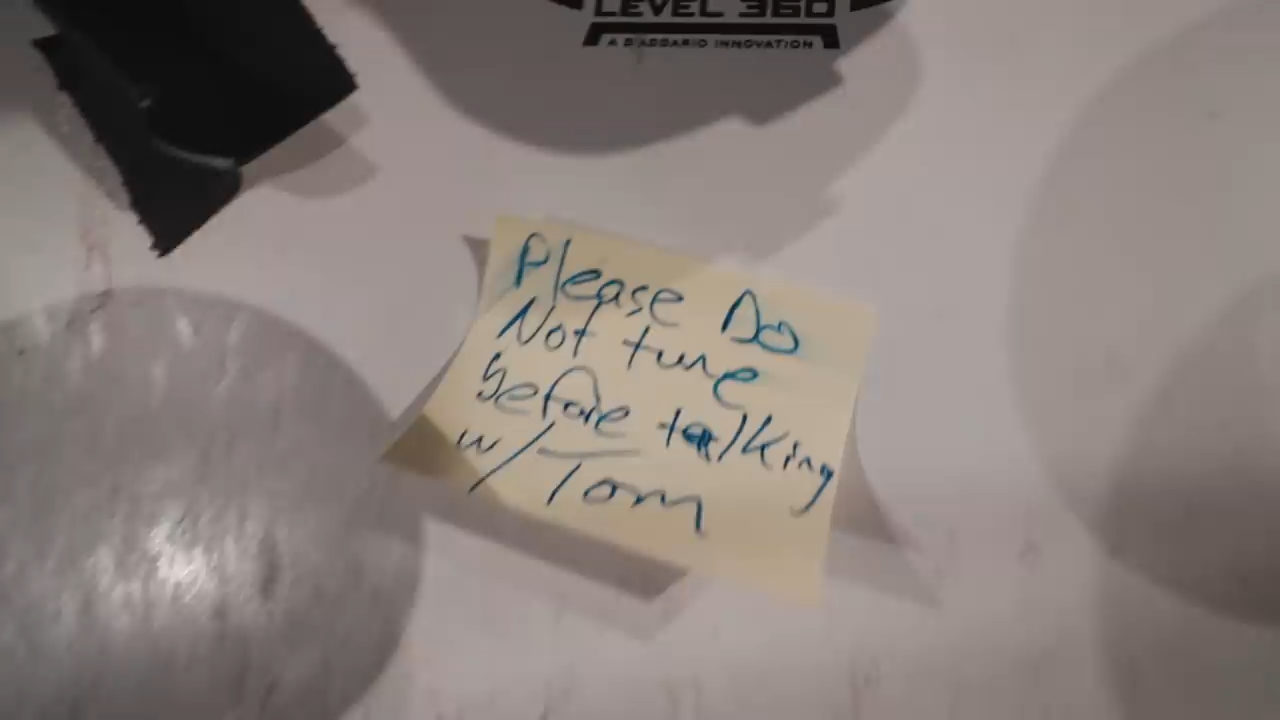 LEVEL 360
A D'ADDARIO INNOVATION
Please Do
Not tune
before talking
w/ Tom